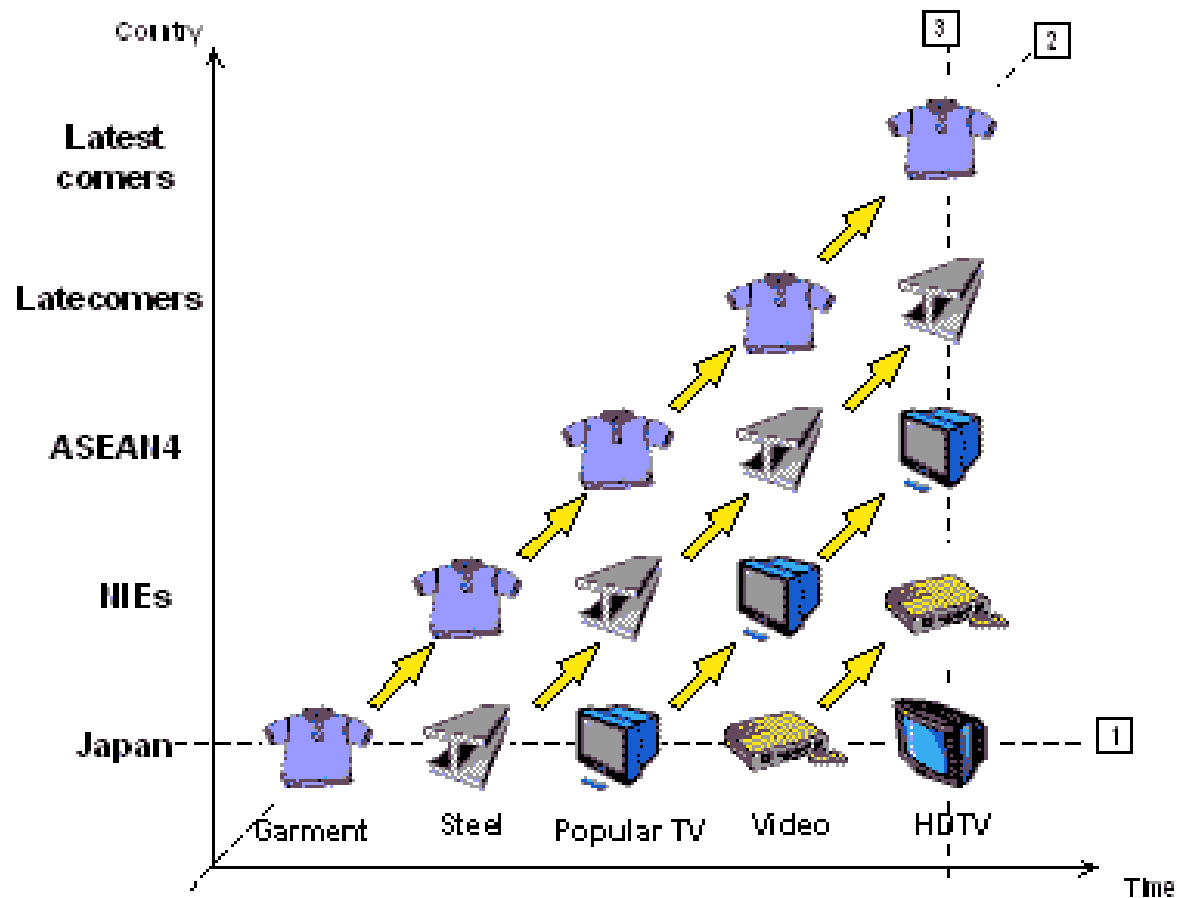 Country
3
2
Latest
comers
Latecomers
ASEAN4
NIEs
Japan
1
Garment
Steel
Popular TV
Video
HDTV
Time